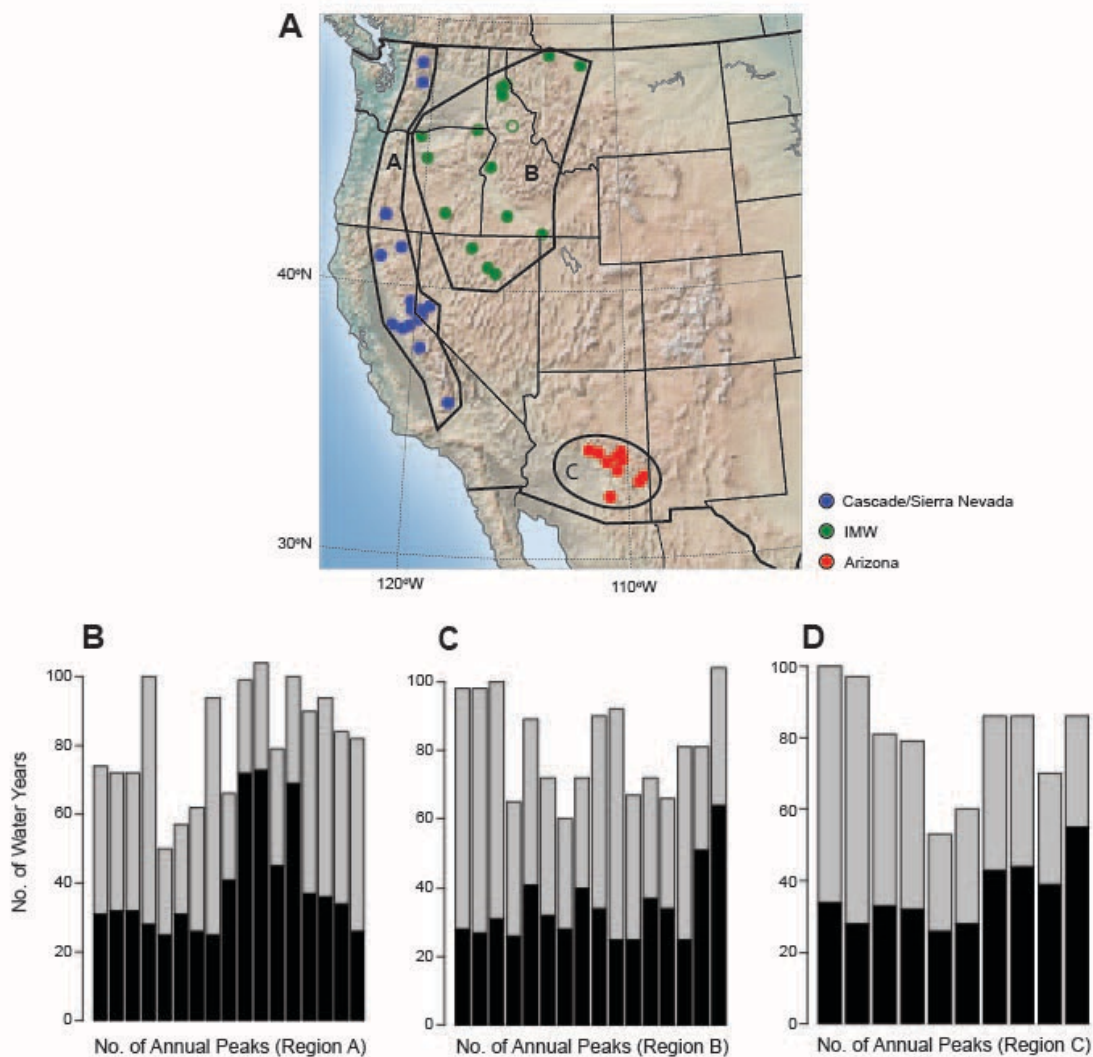 A
A
B
C
40°N
30°N
120°W
110°W
Cascade/Sierra Nevada
IMW
Arizona
B
C
D
No. of Water Years
100
80
60
40
20
0
100
80
60
40
20
0
100
80
60
40
20
0
No. of Annual Peaks (Region A)
No. of Annual Peaks (Region B)
No. of Annual Peaks (Region C)